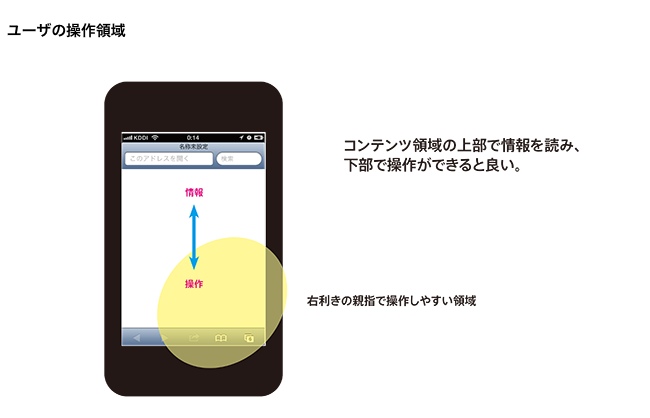 ユーザの操作領域
KDDI
0:14
名称未設定
このアドレスを開く
検索
コンテンツ領域の上部で情報を読み、
下部で操作ができると良い。
情報
操作
右利きの親指で操作しやすい領域